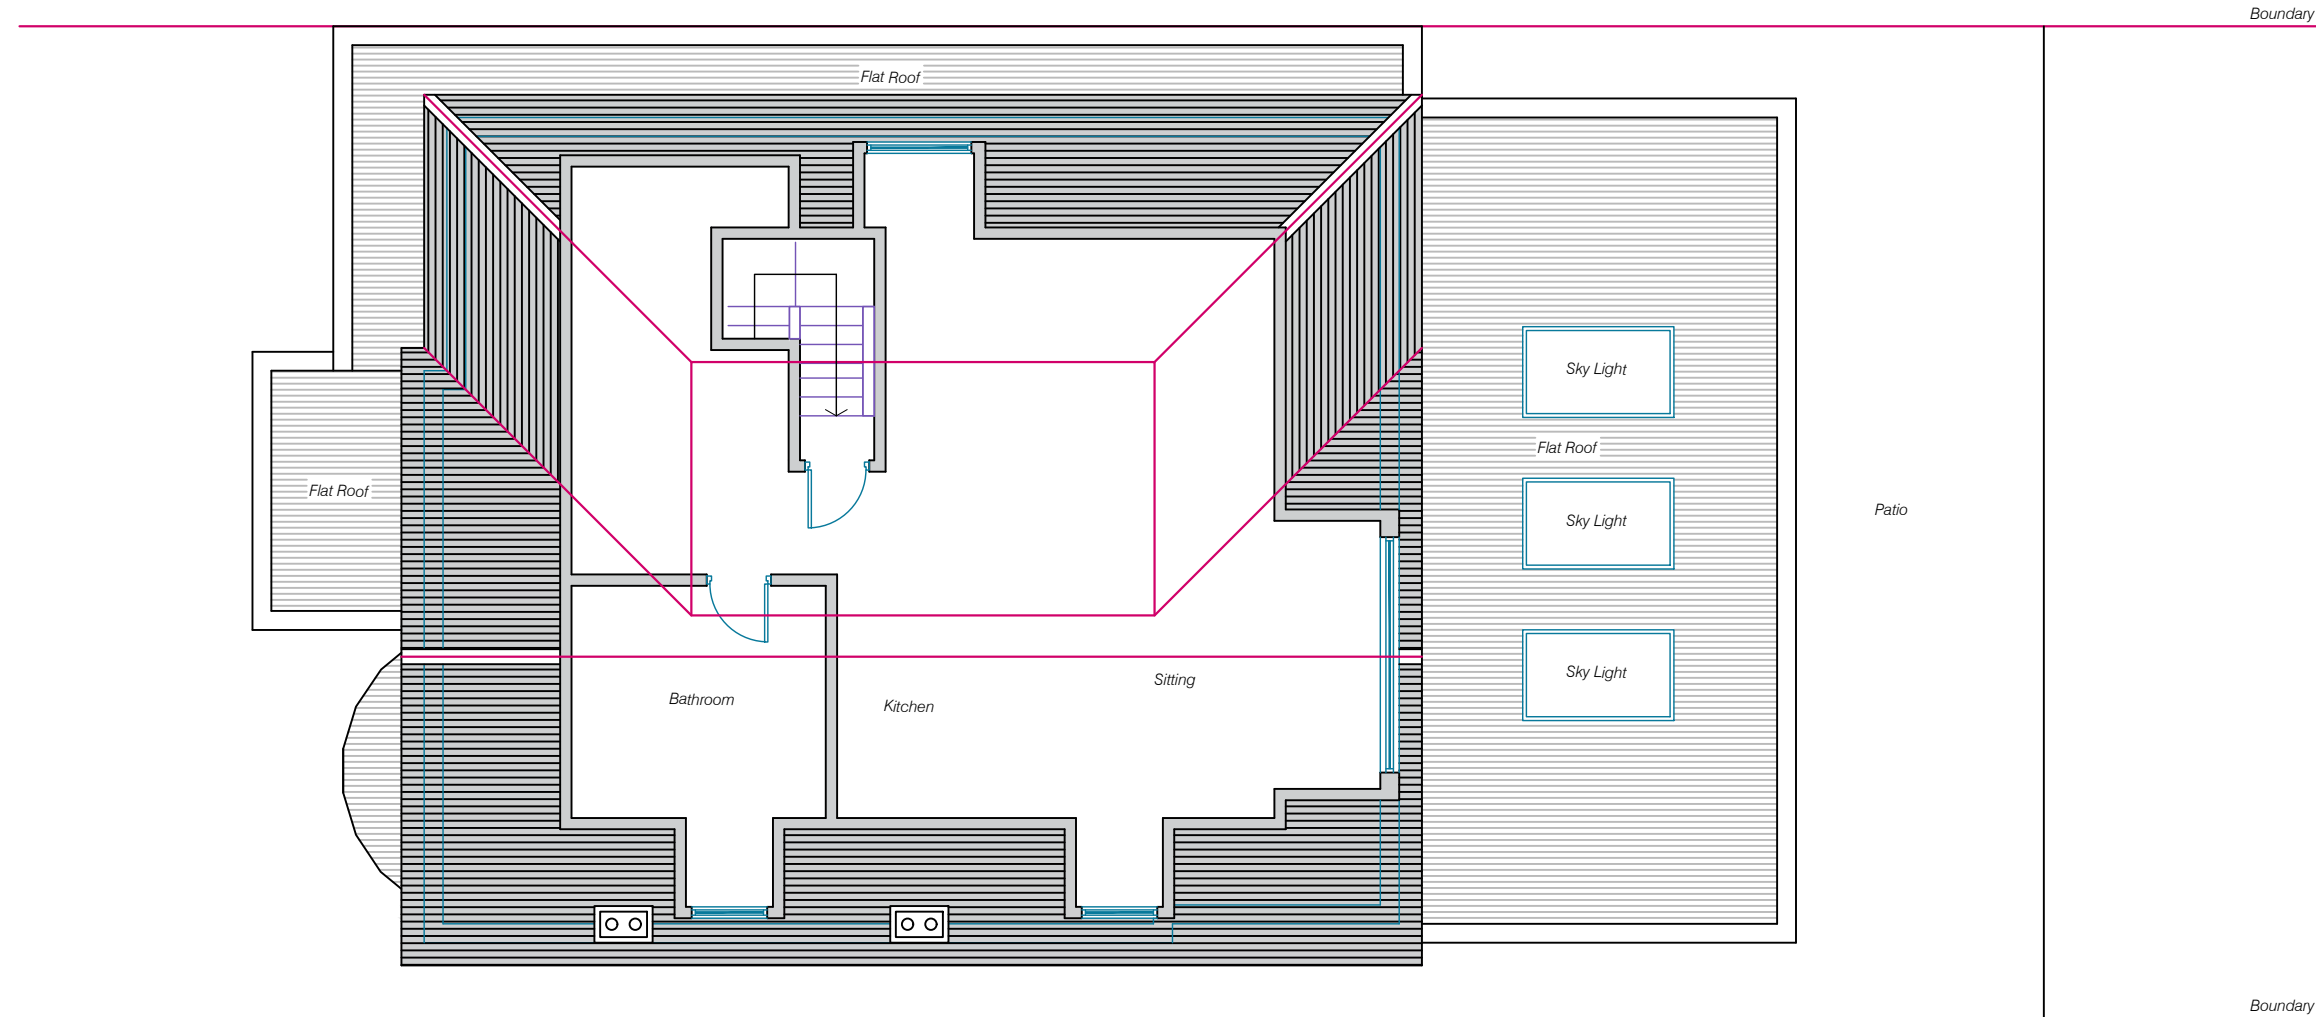 Boundary
Flat Roof
Sky Light
Flat Roof
Flat Roof
Sky Light
Patio
Sky Light
Sitting
Bathroom
Kitchen
Boundary